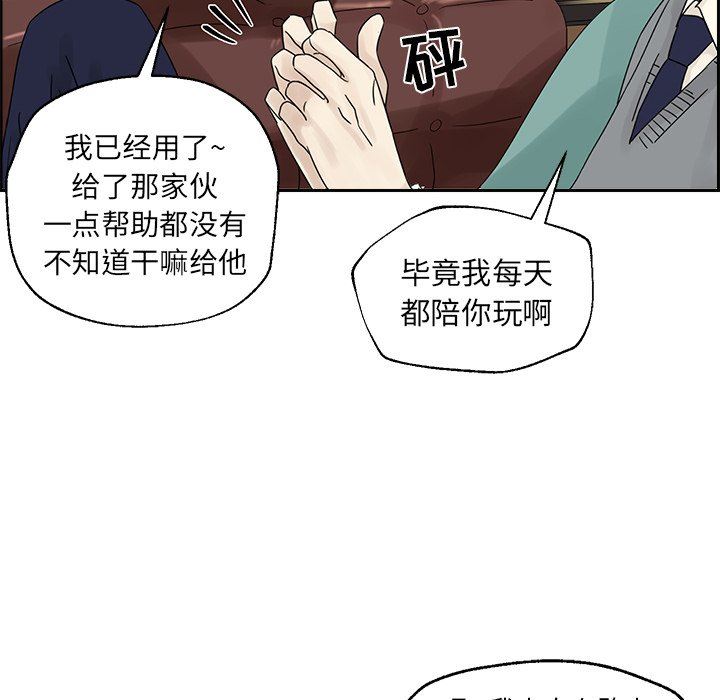 砰
我已经用了~
给了那家伙
一点帮助都没有
不知道干嘛给他
毕竟我每天
都陪你玩啊